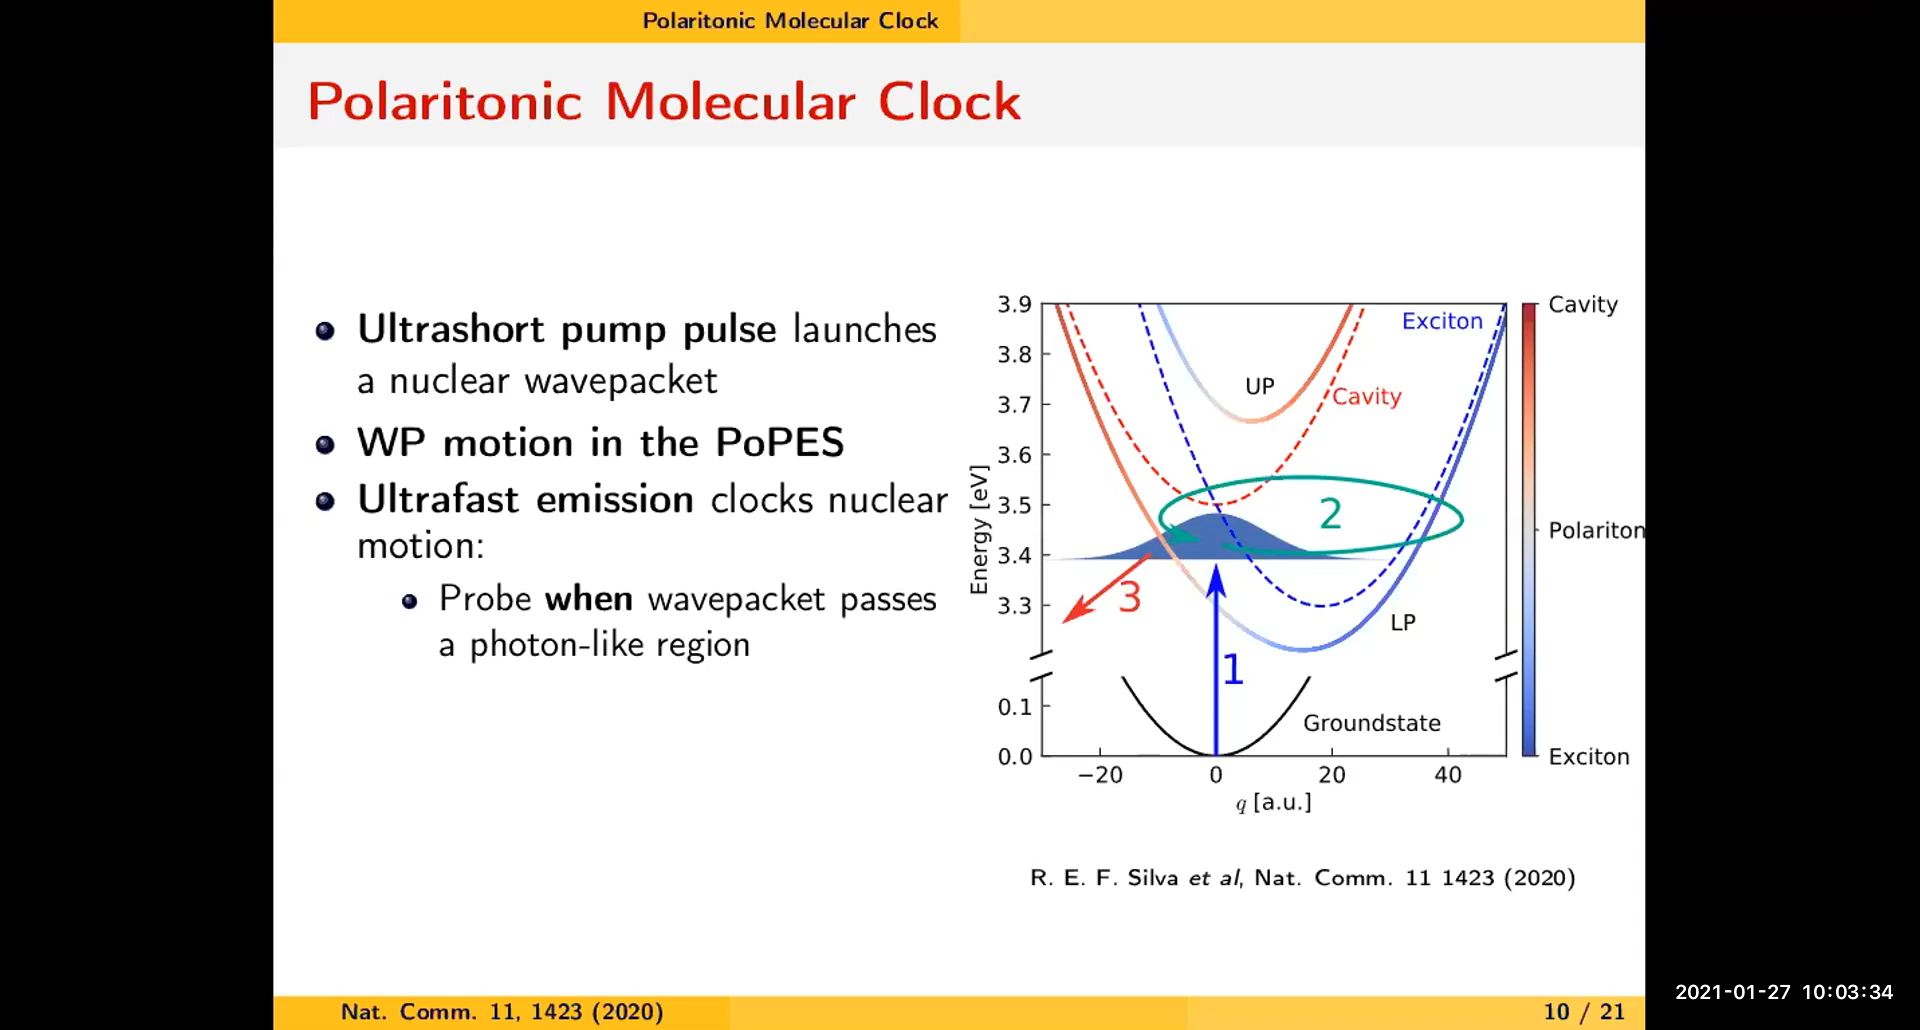 Polaritonic Molecular Clock
Polaritonic Molecular Clock
Ultrashort pump pulse launches
a nuclear wavepacket
WP motion in the PoPES
Ultrafast emission clocks nuclear
motion:
Probe when wavepacket passes
a photon-like region
3.9
3.8
3.7
3.6
3.5
3.4
3.3
0.1
0.0
Energy [eV]
−20 0 20 40
q [a.u.]
Exciton
UP
Cavity
2
3
1
LP
Groundstate
Cavity
Polariton
Exciton
R. E. F. Silva et al, Nat. Comm. 11 1423 (2020)
Nat. Comm. 11, 1423 (2020)
10 / 21
2021-01-27 10:03:34